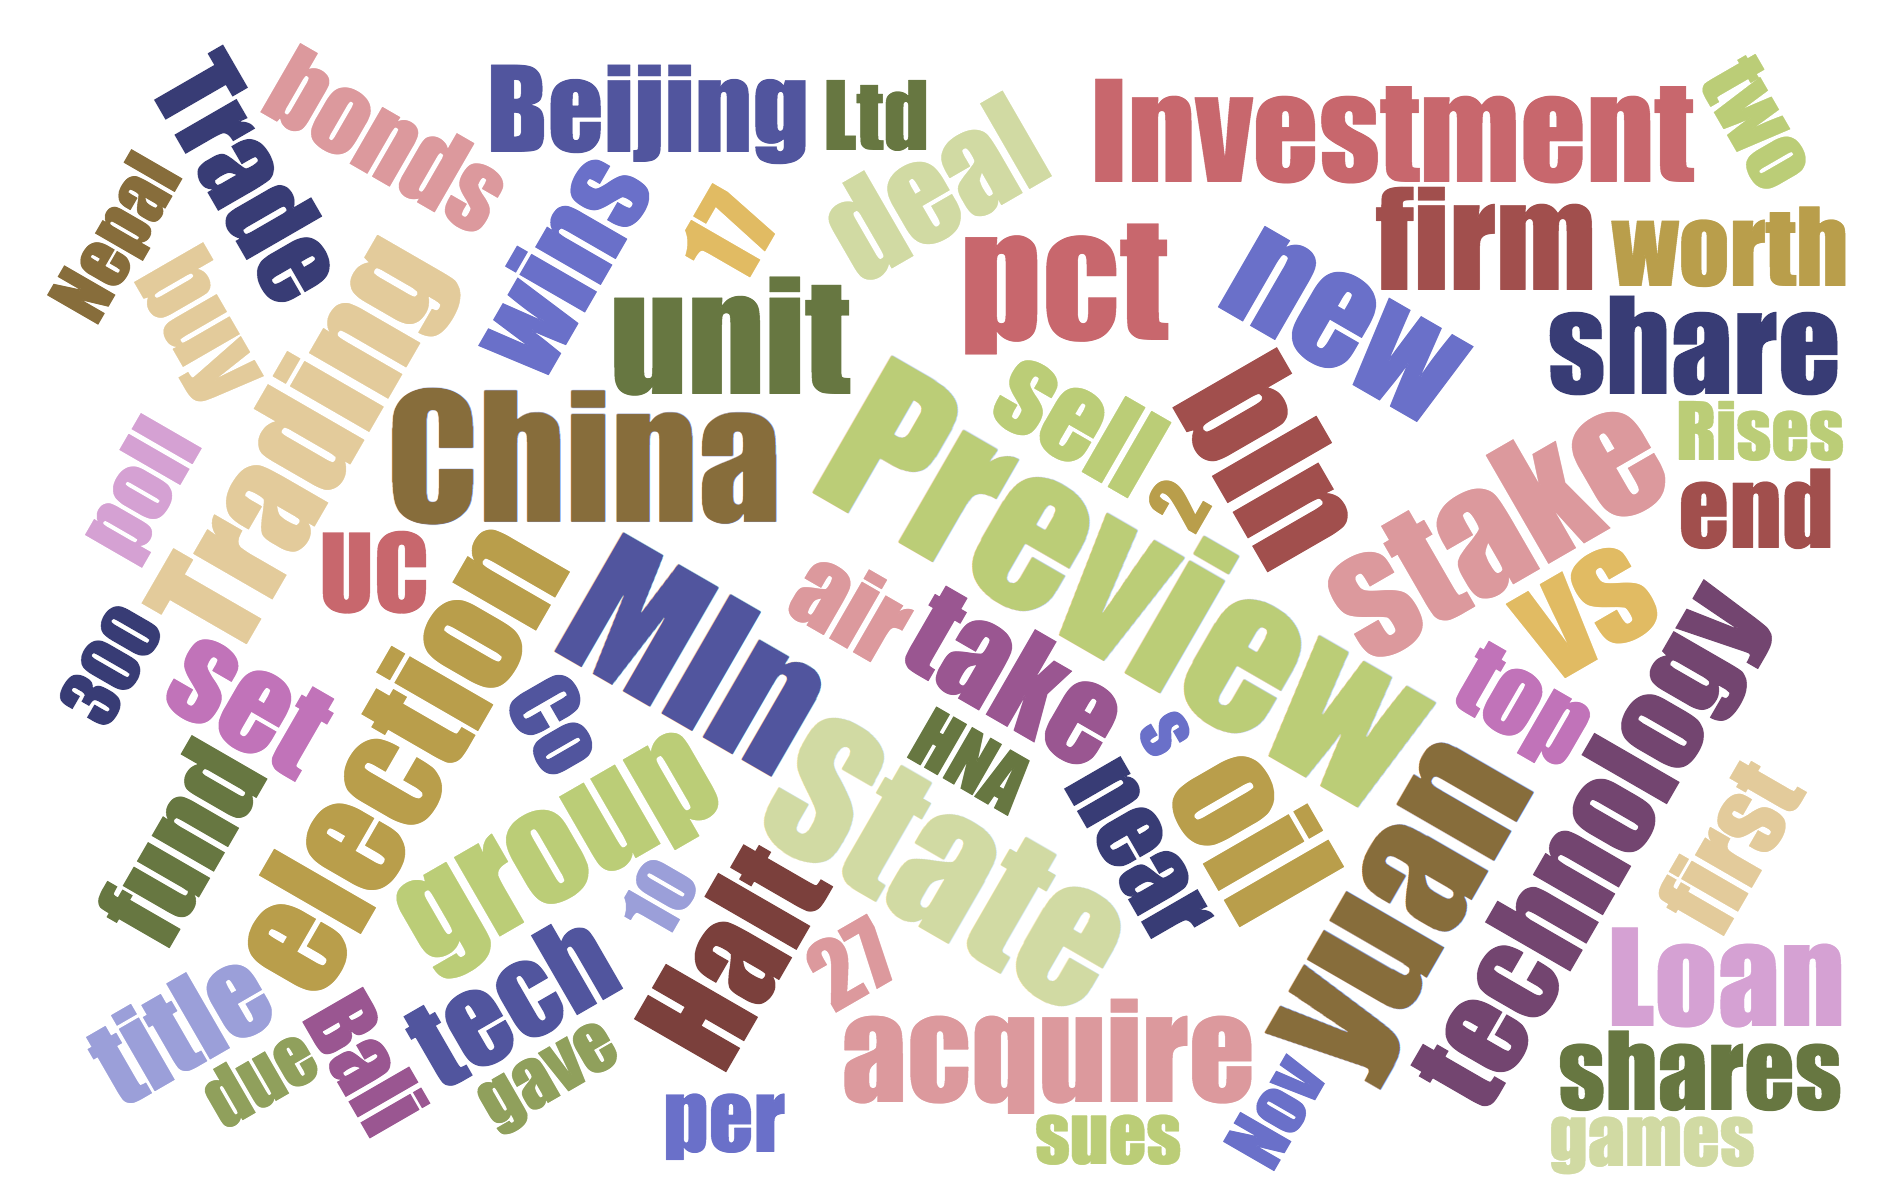 Trade
bonds
Beijing
Ltd
deal
Investment
two
Nepal
buy
wins
17
unit
pct
new
firm
worth
share
Trading
China
Preview
sell
2
bln
stake
Rises
end
poll
UC
vs
300
set
election
Co
Mln
air
take
HNA
s
oil
top
technology
fund
group
10
Halt
State
near
yuan
first
27
title
due
Bali
tech
gave
per
acquire
sues
Nov
Loan
shares
games